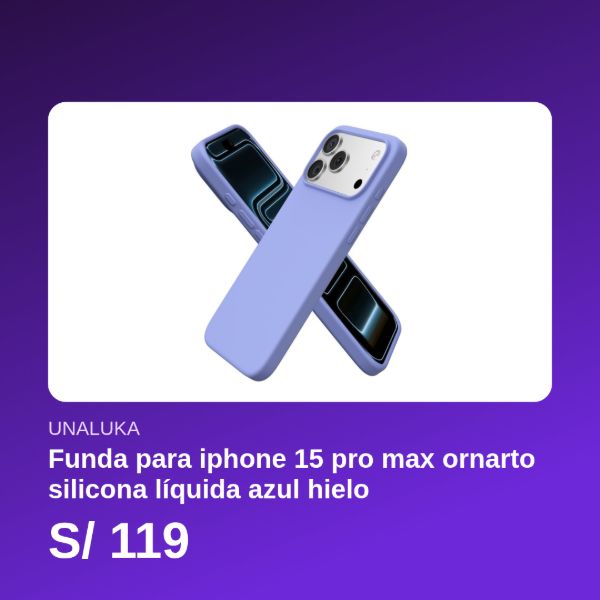 UNALUKA
Funda para iphone 15 pro max ornarto
silicona líquida azul hielo
S/ 119